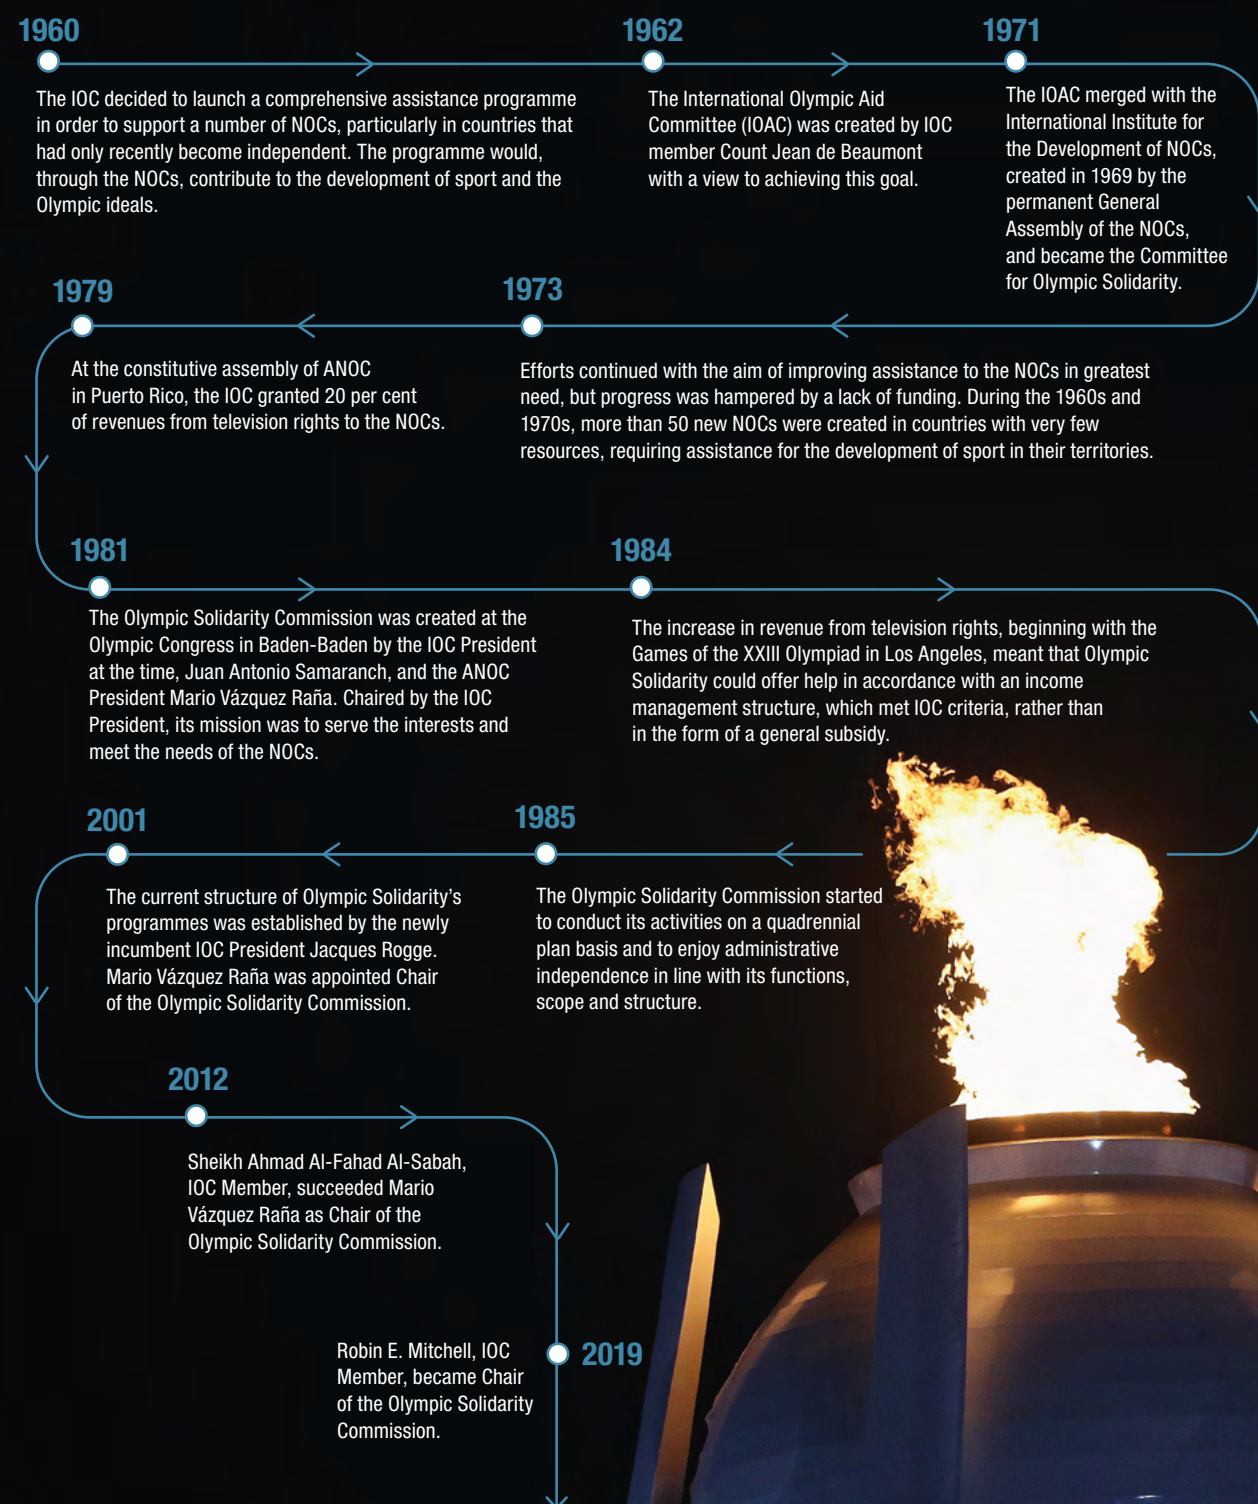 1960
The IOC decided to launch a comprehensive assistance programme
in order to support a number of NOCs, particularly in countries that
had only recently become independent. The programme would,
through the NOCs, contribute to the development of sport and the
Olympic ideals.
1962
The International Olympic Aid
Committee (IOAC) was created by IOC
member Count Jean de Beaumont
with a view to achieving this goal.
1971
The IOAC merged with the
International Institute for
the Development of NOCs,
created in 1969 by the
permanent General
Assembly of the NOCs,
and became the Committee
for Olympic Solidarity.
1973
Efforts continued with the aim of improving assistance to the NOCs in greatest
need, but progress was hampered by a lack of funding. During the 1960s and
1970s, more than 50 new NOCs were created in countries with very few
resources, requiring assistance for the development of sport in their territories.
1979
At the constitutive assembly of ANOC
in Puerto Rico, the IOC granted 20 per cent
of revenues from television rights to the NOCs.
1981
The Olympic Solidarity Commission was created at the
Olympic Congress in Baden-Baden by the IOC President
at the time, Juan Antonio Samaranch, and the ANOC
President Mario Vázquez Raña. Chaired by the IOC
President, its mission was to serve the interests and
meet the needs of the NOCs.
1984
The increase in revenue from television rights, beginning with the
Games of the XXIII Olympiad in Los Angeles, meant that Olympic
Solidarity could offer help in accordance with an income
management structure, which met IOC criteria, rather than
in the form of a general subsidy.
1985
The Olympic Solidarity Commission started
to conduct its activities on a quadrennial
plan basis and to enjoy administrative
independence in line with its functions,
scope and structure.
2001
The current structure of Olympic Solidarity’s
programmes was established by the newly
incumbent IOC President Jacques Rogge.
Mario Vázquez Raña was appointed Chair
of the Olympic Solidarity Commission.
2012
Sheikh Ahmad Al-Fahad Al-Sabah,
IOC Member, succeeded Mario
Vázquez Raña as Chair of the
Olympic Solidarity Commission.
2019
Robin E. Mitchell, IOC
Member, became Chair
of the Olympic Solidarity
Commission.